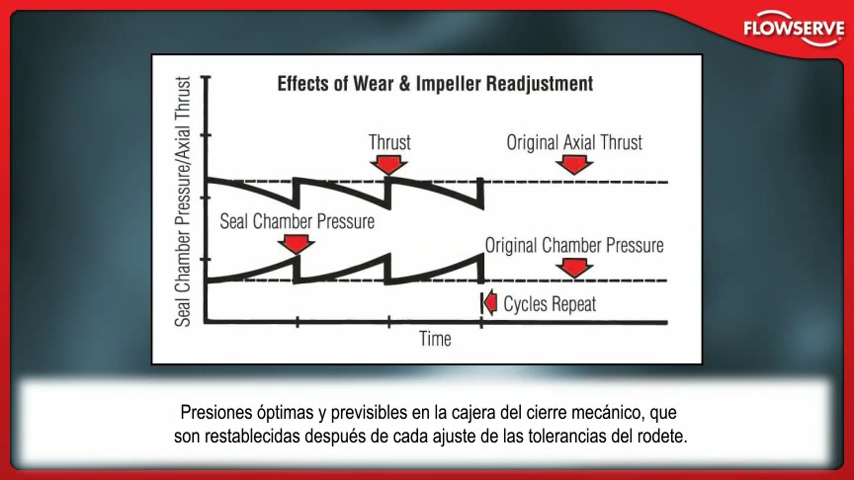 FLOWSERVE
Effects of Wear & Impeller Readjustment
Seal Chamber Pressure/Axial Thrust
Thrust
Original Axial Thrust
Seal Chamber Pressure
Original Chamber Pressure
Cycles Repeat
Time
Presiones óptimas y previsibles en la cajera del cierre mecánico, que
son restablecidas después de cada ajuste de las tolerancias del rodete.